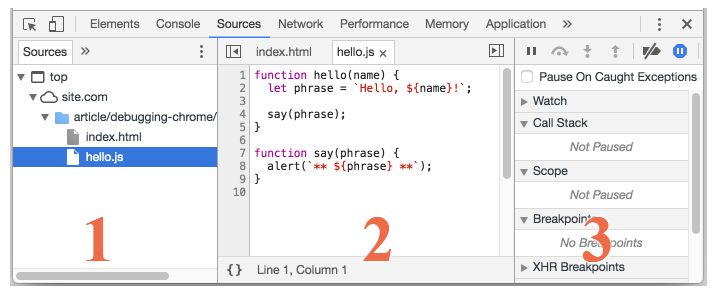 Elements Console Sources Network Performance Memory Application »
Sources »
index.html hello.js ×
top
site.com
article/debugging-chrome/
index.html
hello.js
1 function hello(name) {
2 let phrase = `Hello, ${name}!`;
3
4 say(phrase);
5 }
6
7 function say(phrase) {
8 alert(`** ${phrase} **`);
9 }
10
{} Line 1, Column 1
Pause On Caught Exceptions
Watch
Call Stack
Not Paused
Scope
Not Paused
Breakpoints
No Breakpoints
XHR Breakpoints
1
2
3